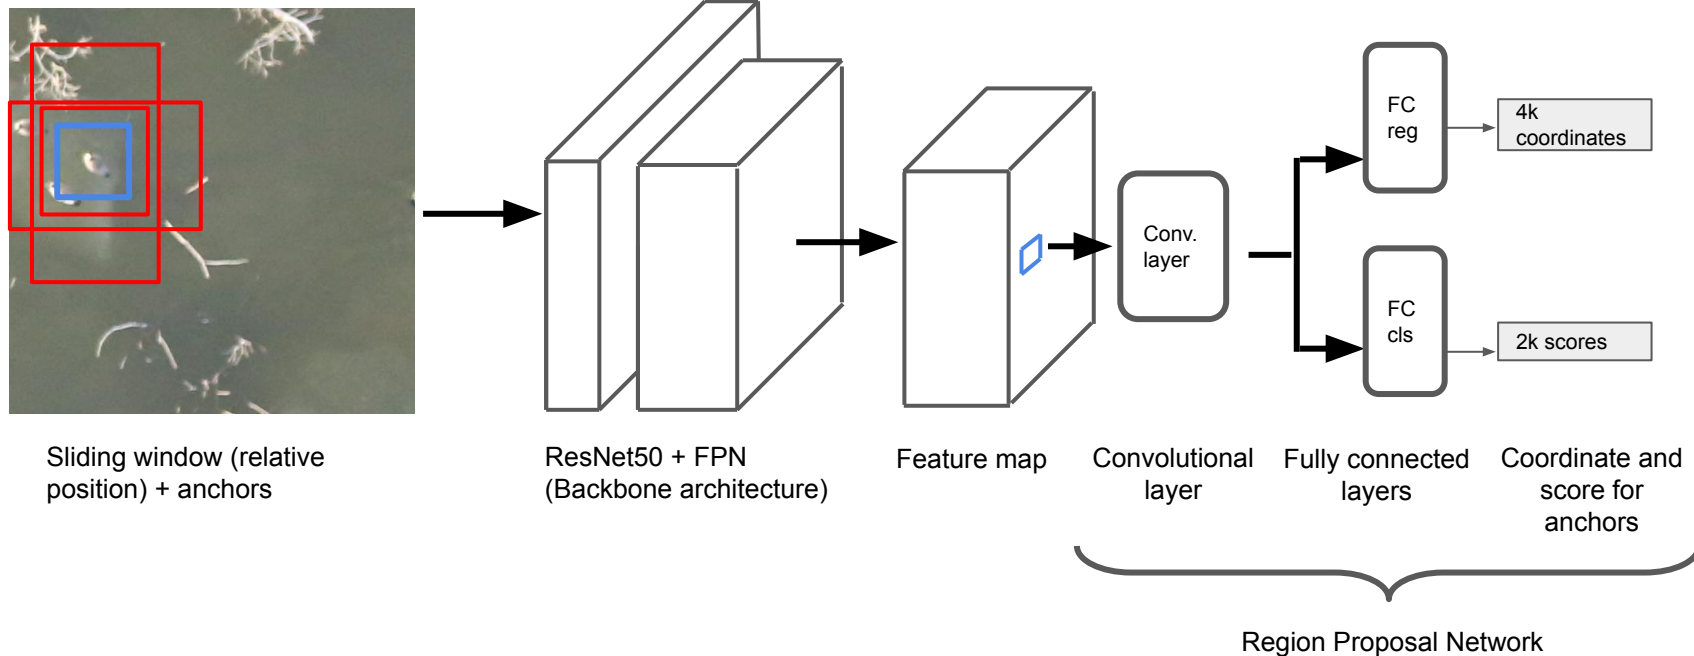 FC
reg
4k
coordinates
Conv.
layer
FC
cls
2k scores
Sliding window (relative
position) + anchors
ResNet50 + FPN
(Backbone architecture)
Feature map
Convolutional
layer
Fully connected
layers
Coordinate and
score for
anchors
Region Proposal Network